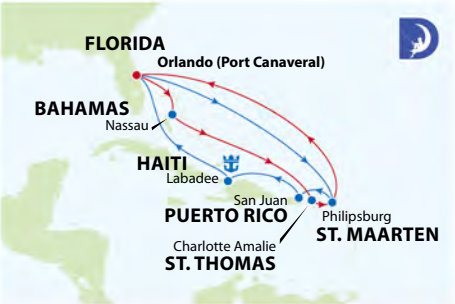 FLORIDA
Orlando (Port Canaveral)
BAHAMAS
Nassau
HAITI
Labadee
San Juan
PUERTO RICO
Philipsburg
ST. MAARTEN
Charlotte Amalie
ST. THOMAS